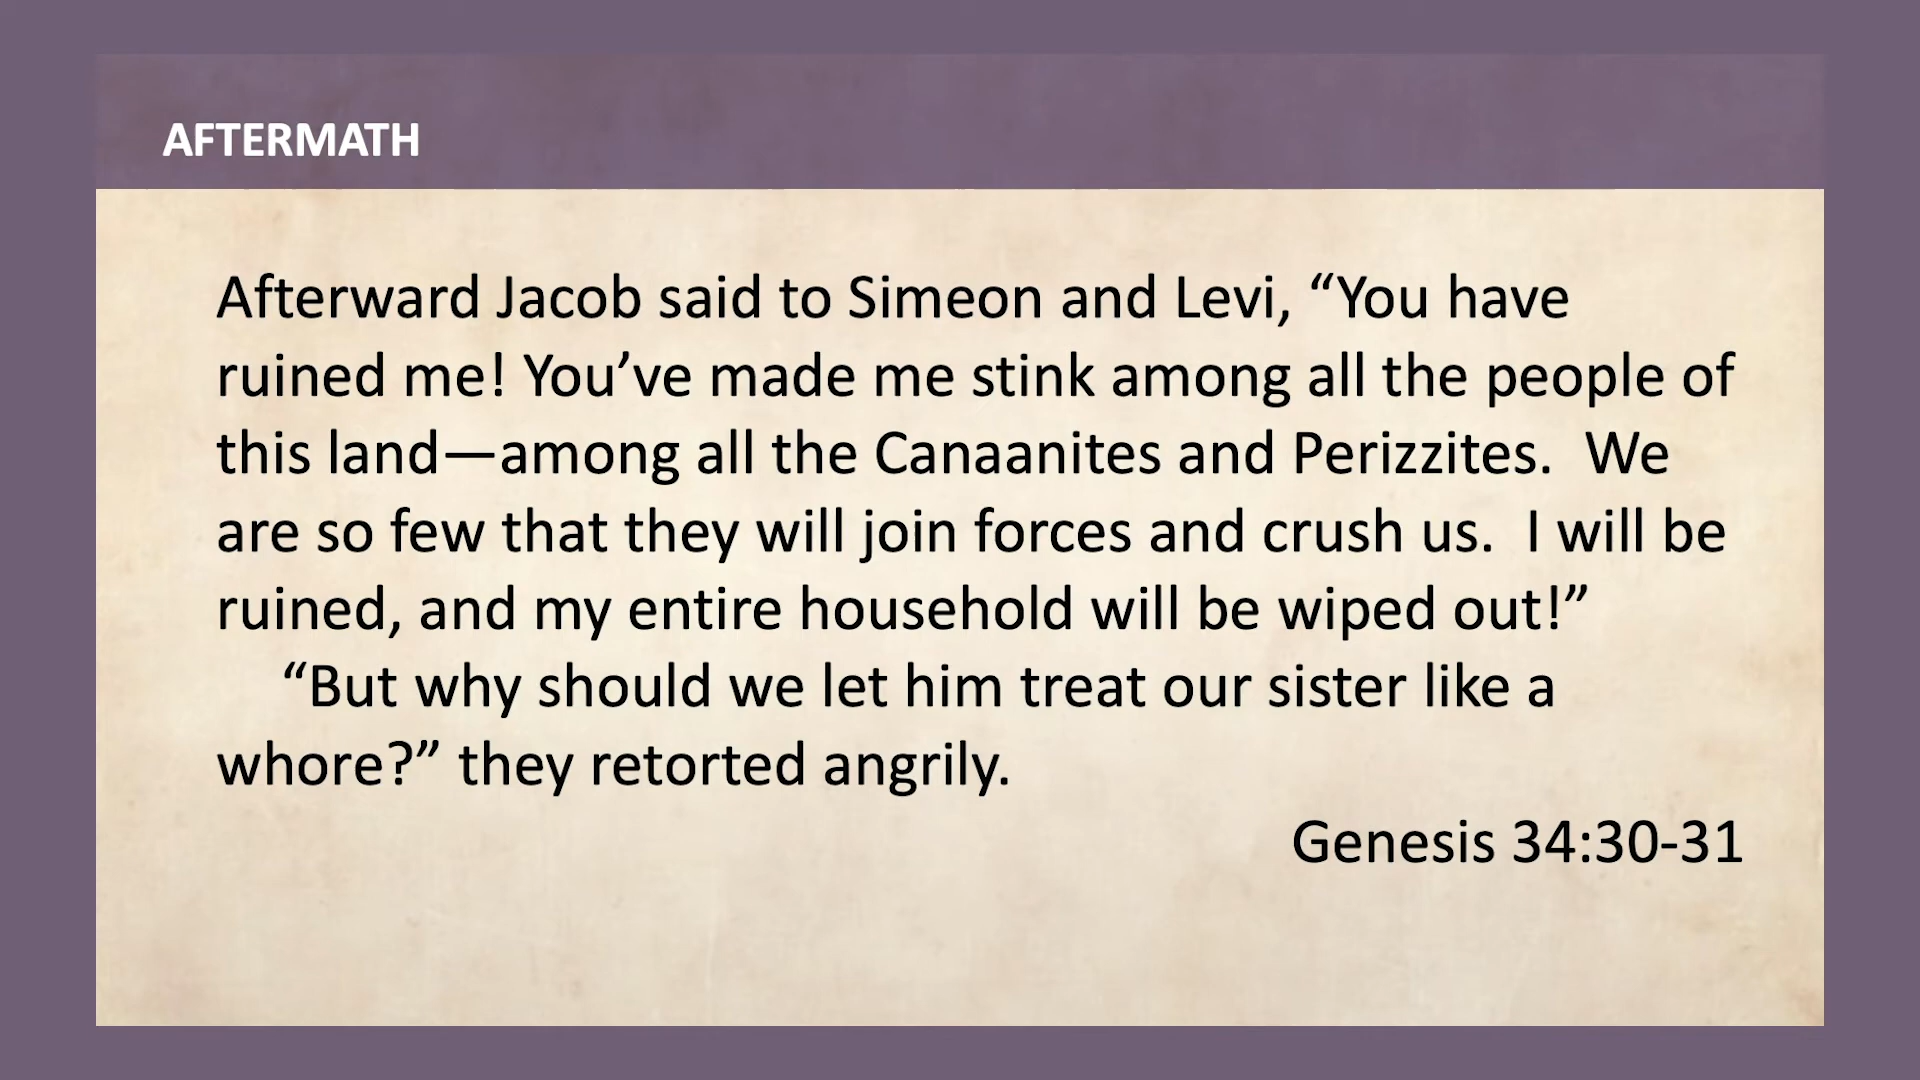 AFTERMATH
Afterward Jacob said to Simeon and Levi, “You have
ruined me! You’ve made me stink among all the people of
this land—among all the Canaanites and Perizzites.  We
are so few that they will join forces and crush us.  I will be
ruined, and my entire household will be wiped out!”
“But why should we let him treat our sister like a
whore?” they retorted angrily.
Genesis 34:30-31